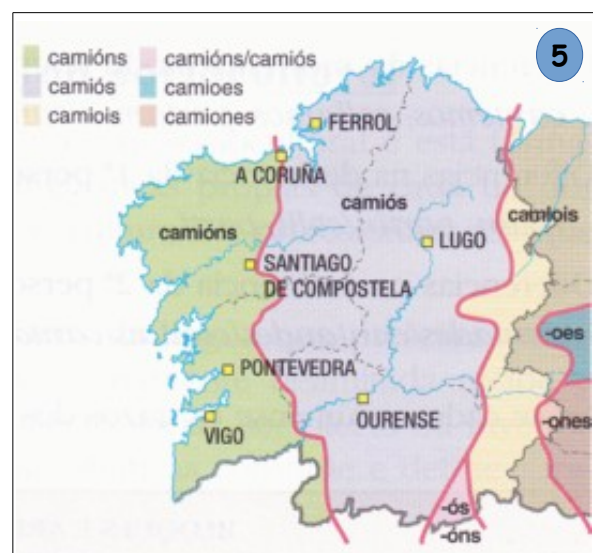 5
camións
camións/camiós
camiós
camioes
camiois
camiones
FERROL
A CORUÑA
camiós
camiois
camións
LUGO
SANTIAGO
DE COMPOSTELA
-oes
PONTEVEDRA
-ones
OURENSE
VIGO
-ós
-óns